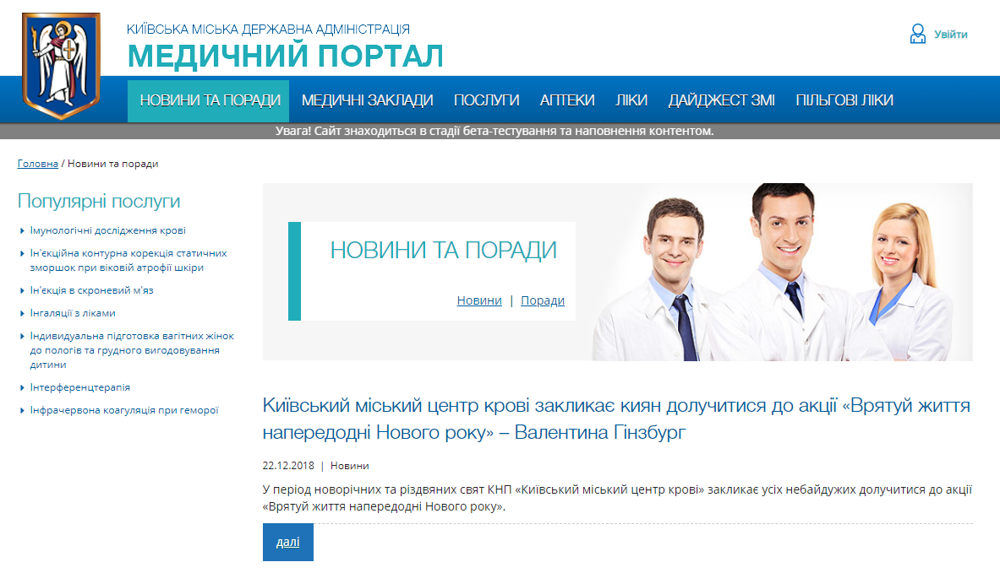 КИЇВСЬКА МІСЬКА ДЕРЖАВНА АДМІНІСТРАЦІЯ
МЕДИЧНИЙ ПОРТАЛ
Увійти
НОВИНИ ТА ПОРАДИ МЕДИЧНІ ЗАКЛАДИ ПОСЛУГИ АПТЕКИ ЛІКИ ДАЙДЖЕСТ ЗМІ ПІЛЬГОВІ ЛІКИ
Увага! Сайт знаходиться в стадії бета-тестування та наповнення контентом.
Головна / Новини та поради
Популярні послуги
Імунологічні дослідження крові
Ін'єкційна контурна корекція статичних
зморшок при віковій атрофії шкіри
Ін'єкція в скроневий м'яз
Інгаляції з ліками
Индивидуальна підготовка вагітних жінок
до пологів та грудного вигодовування
дитини
Інтерференцтерапія
Інфрачервона коагуляція при геморої
НОВИНИ ТА ПОРАДИ
Новини | Поради
Київський міський центр крові закликає киян долучитися до акції «Врятуй життя
напередодні Нового року» – Валентина Гінзбург
22.12.2018 | Новини
У період новорічних та різдвяних свят КНП «Київський міський центр крові» закликає усіх небайдужих долучитися до акції
«Врятуй життя напередодні Нового року».
далі